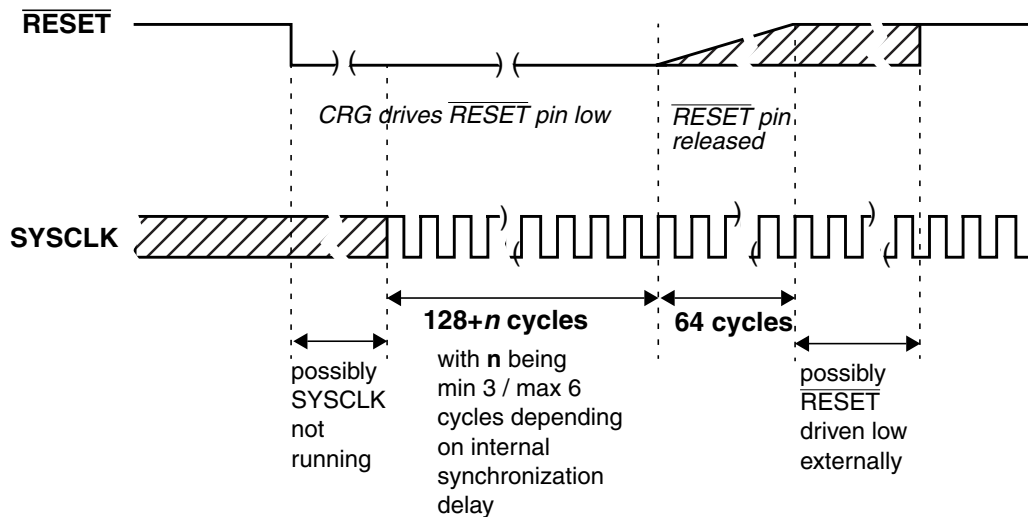 RESET
CRG drives RESET pin low
RESET pin
released
SYSCLK
128+n cycles
64 cycles
possibly
SYSCLK
not
running
with n being
min 3 / max 6
cycles depending
on internal
synchronization
delay
possibly
RESET
driven low
externally